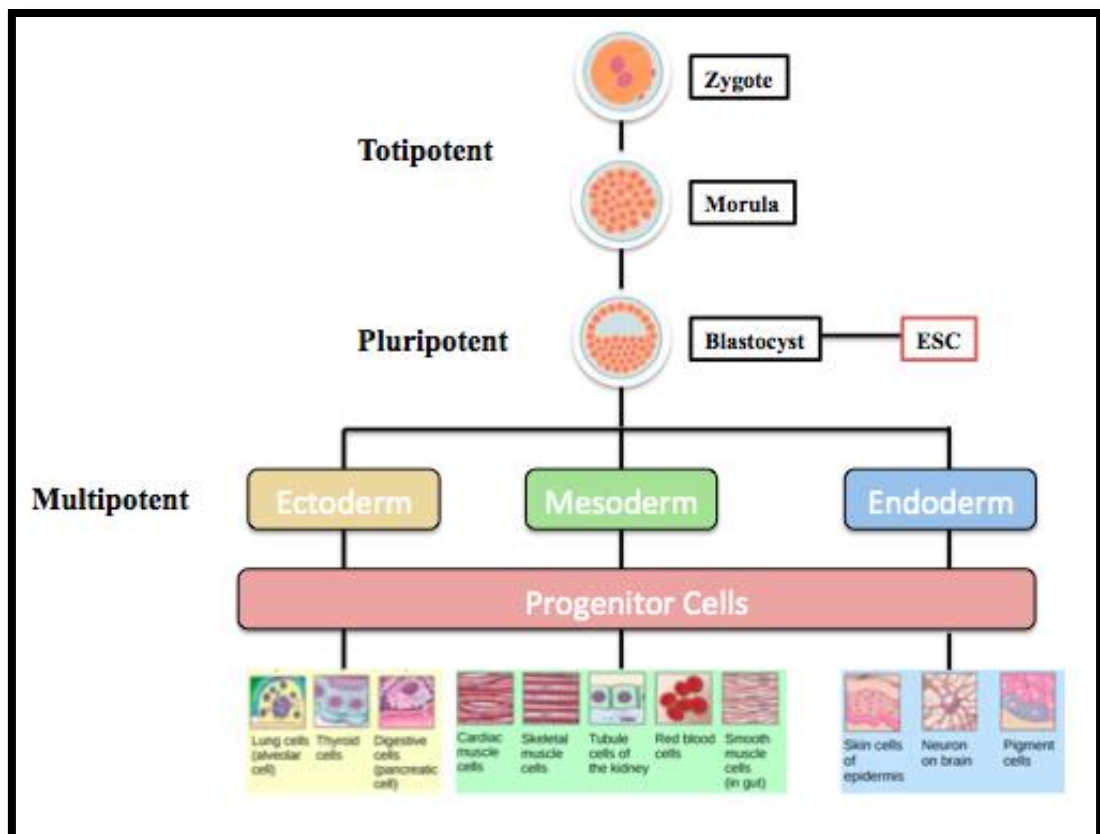 Zygote
Totipotent
Morula
Pluripotent
Blastocyst
ESC
Multipotent
Ectoderm
Mesoderm
Endoderm
Progenitor Cells
Lung cells
(alveolar
cell)
Thyroid
cells
Digestive
cells
(pancreatic
cell)
Cardiac
muscle
cells
Skeletal
muscle
cells
Tubule
cells of
the kidney
Red blood
cells
Smooth
muscle
cells
(in gut)
Skin cells
of
epidermis
Neuron
on brain
Pigment
cells